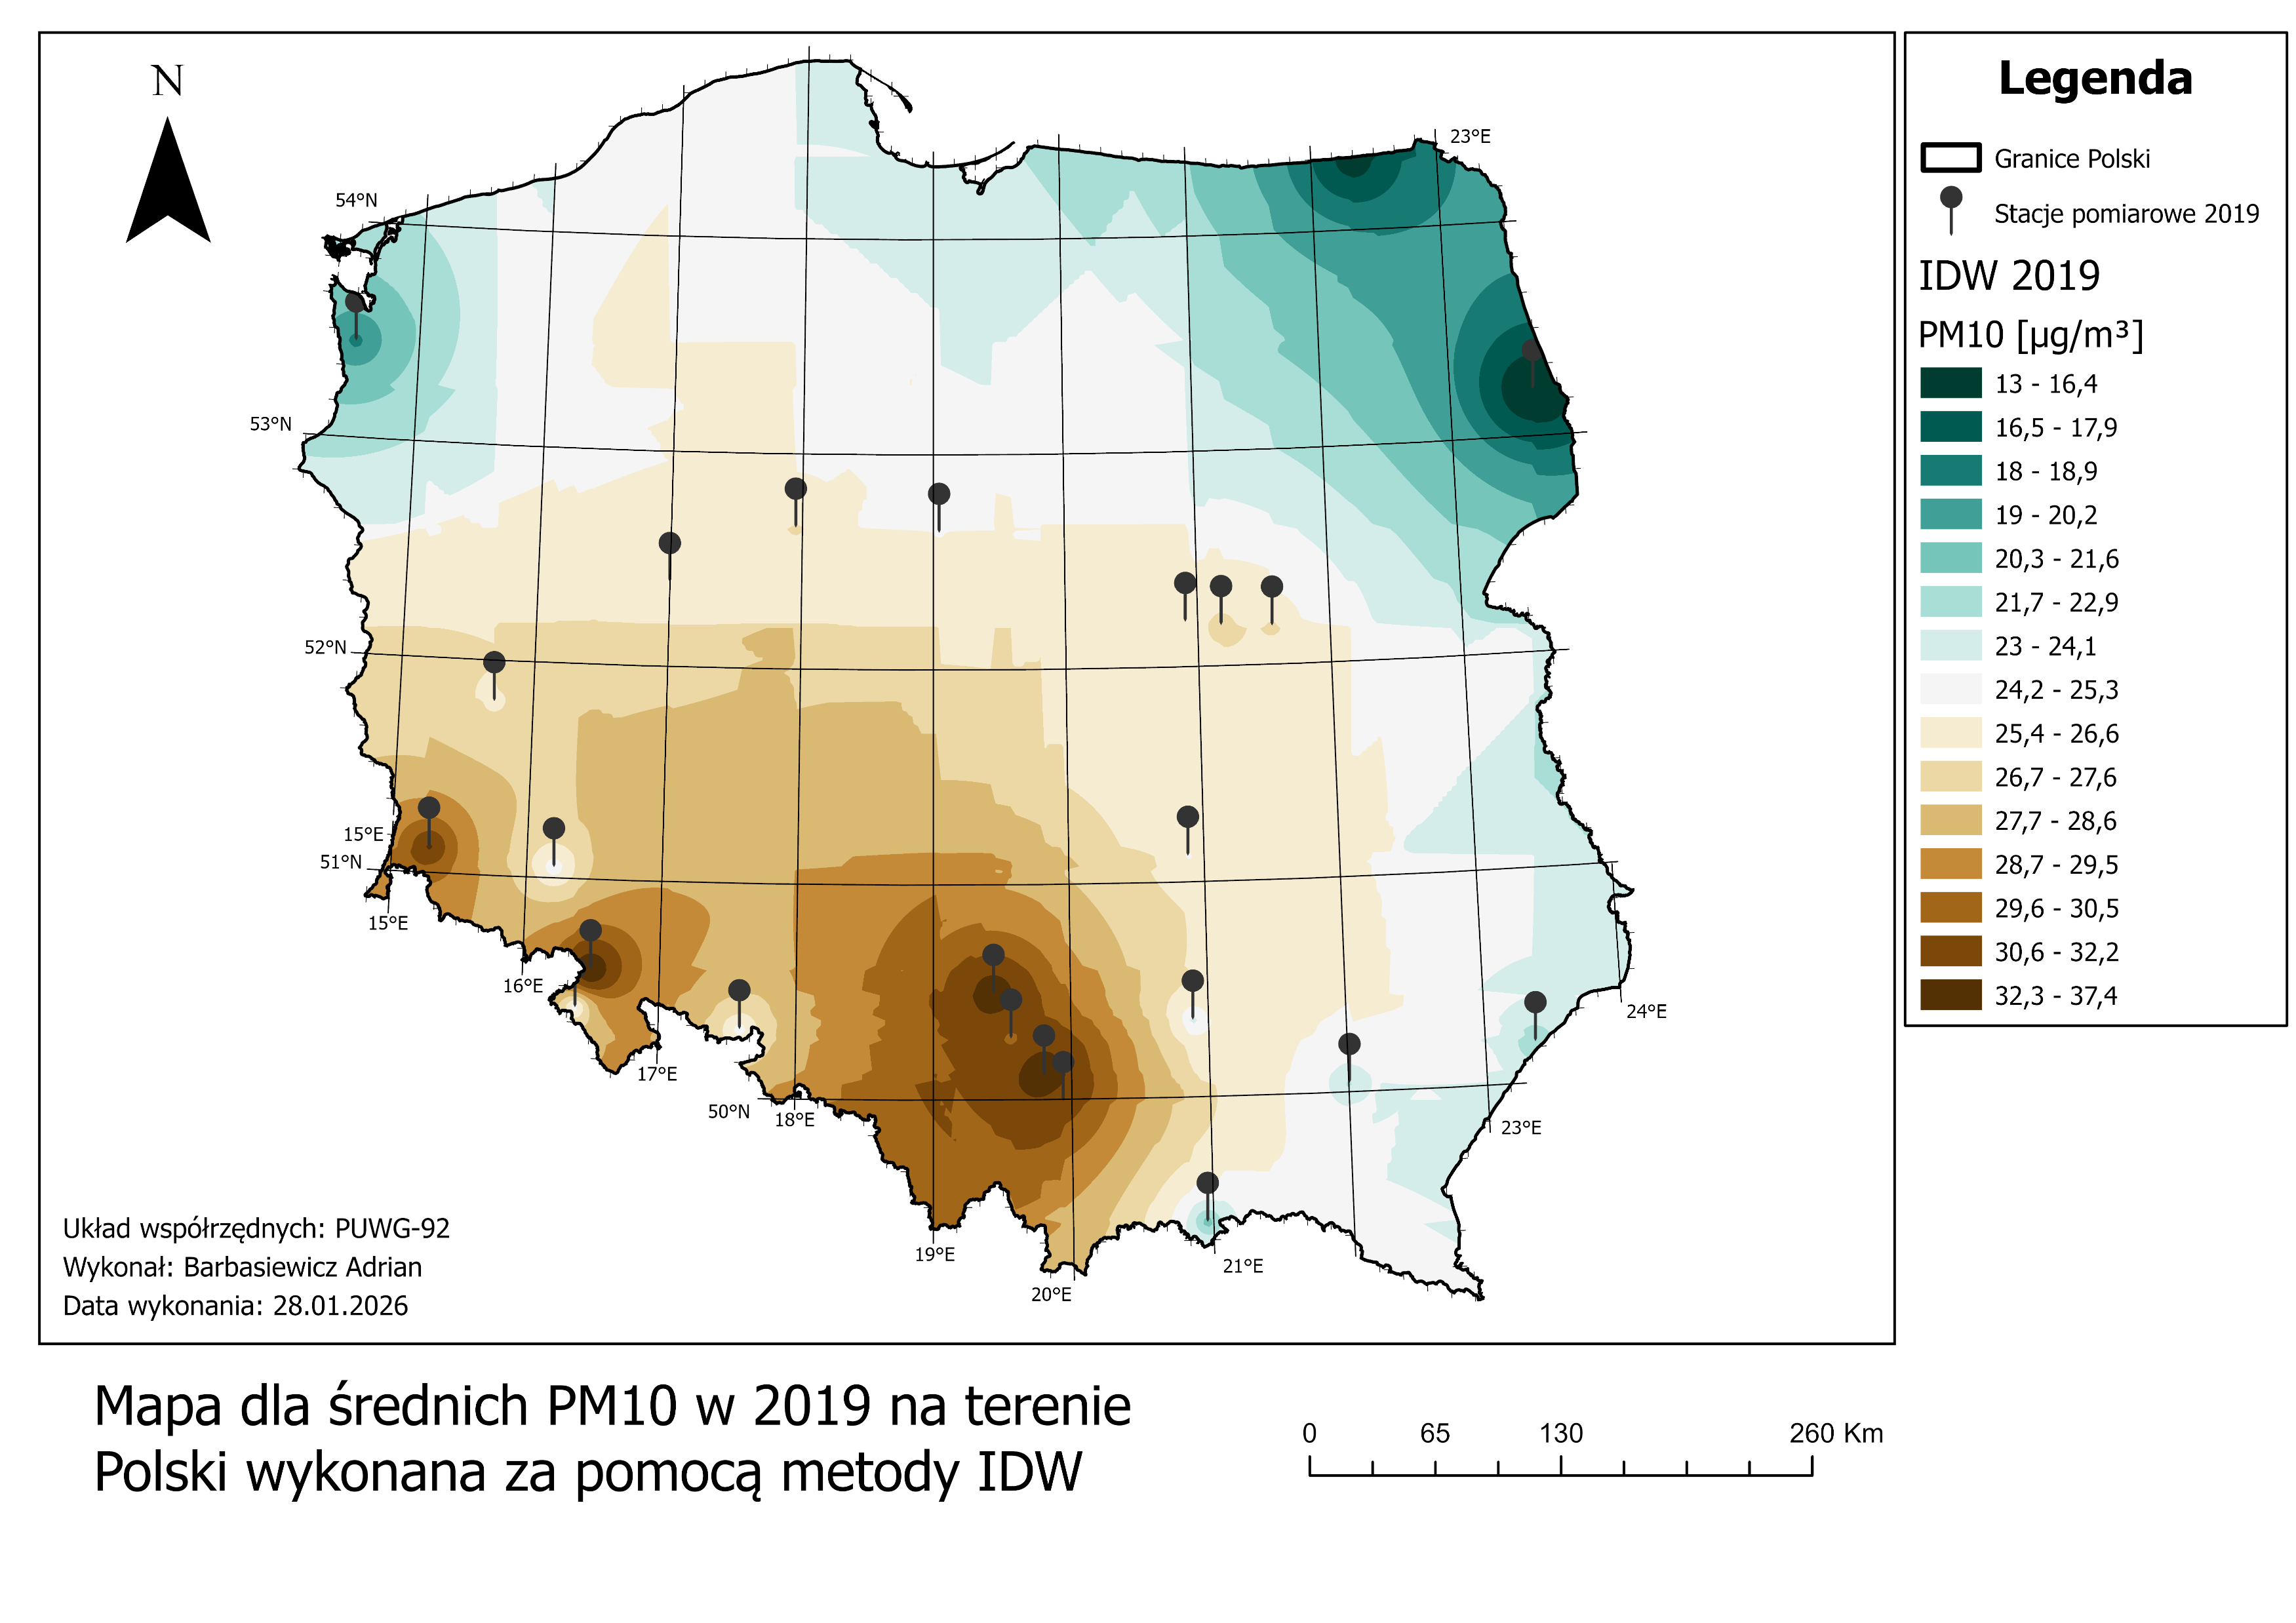 N
23°E
54°N
53°N
52°N
15°E
51°N
15°E
16°E
24°E
17°E
50°N
18°E
23°E
19°E
21°E
20°E
Układ współrzędnych: PUWG-92
Wykonał: Barbasiewicz Adrian
Data wykonania: 28.01.2026
Legenda
Granice Polski
Stacje pomiarowe 2019
IDW 2019
PM10 [µg/m³]
13 - 16,4
16,5 - 17,9
18 - 18,9
19 - 20,2
20,3 - 21,6
21,7 - 22,9
23 - 24,1
24,2 - 25,3
25,4 - 26,6
26,7 - 27,6
27,7 - 28,6
28,7 - 29,5
29,6 - 30,5
30,6 - 32,2
32,3 - 37,4
Mapa dla średnich PM10 w 2019 na terenie
Polski wykonana za pomocą metody IDW
0 65 130 260 Km